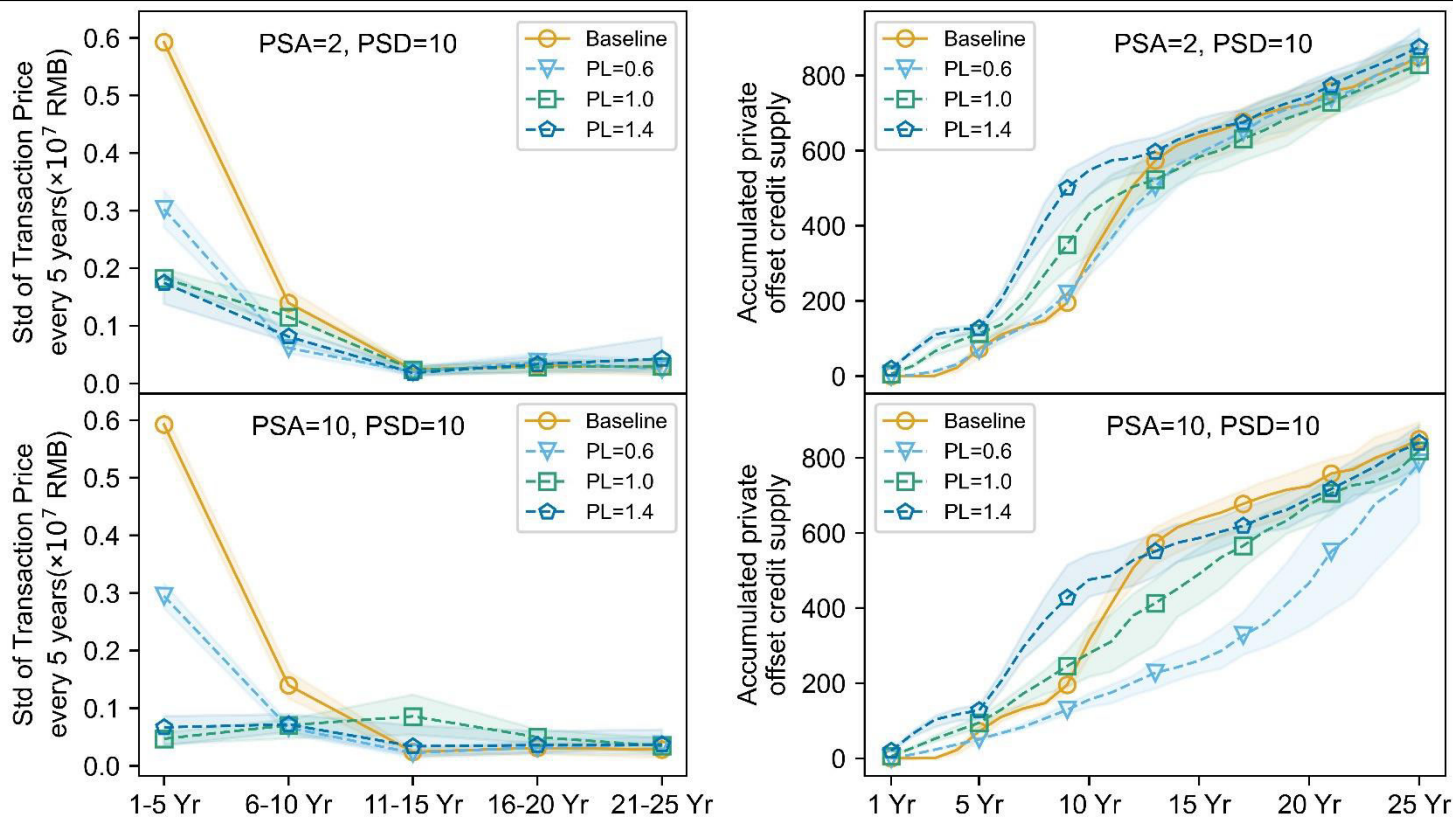 PSA=2, PSD=10
Baseline
PL=0.6
PL=1.0
PL=1.4
0.6
0.5
0.4
0.3
0.2
0.1
0.0
Std of Transaction Price
every 5 years(×10⁷ RMB)
PSA=2, PSD=10
Baseline
PL=0.6
PL=1.0
PL=1.4
800
600
400
200
0
Accumulated private
offset credit supply
PSA=10, PSD=10
Baseline
PL=0.6
PL=1.0
PL=1.4
0.6
0.5
0.4
0.3
0.2
0.1
0.0
Std of Transaction Price
every 5 years(×10⁷ RMB)
1-5 Yr 6-10 Yr 11-15 Yr 16-20 Yr 21-25 Yr
PSA=10, PSD=10
Baseline
PL=0.6
PL=1.0
PL=1.4
800
600
400
200
0
Accumulated private
offset credit supply
1 Yr 5 Yr 10 Yr 15 Yr 20 Yr 25 Yr